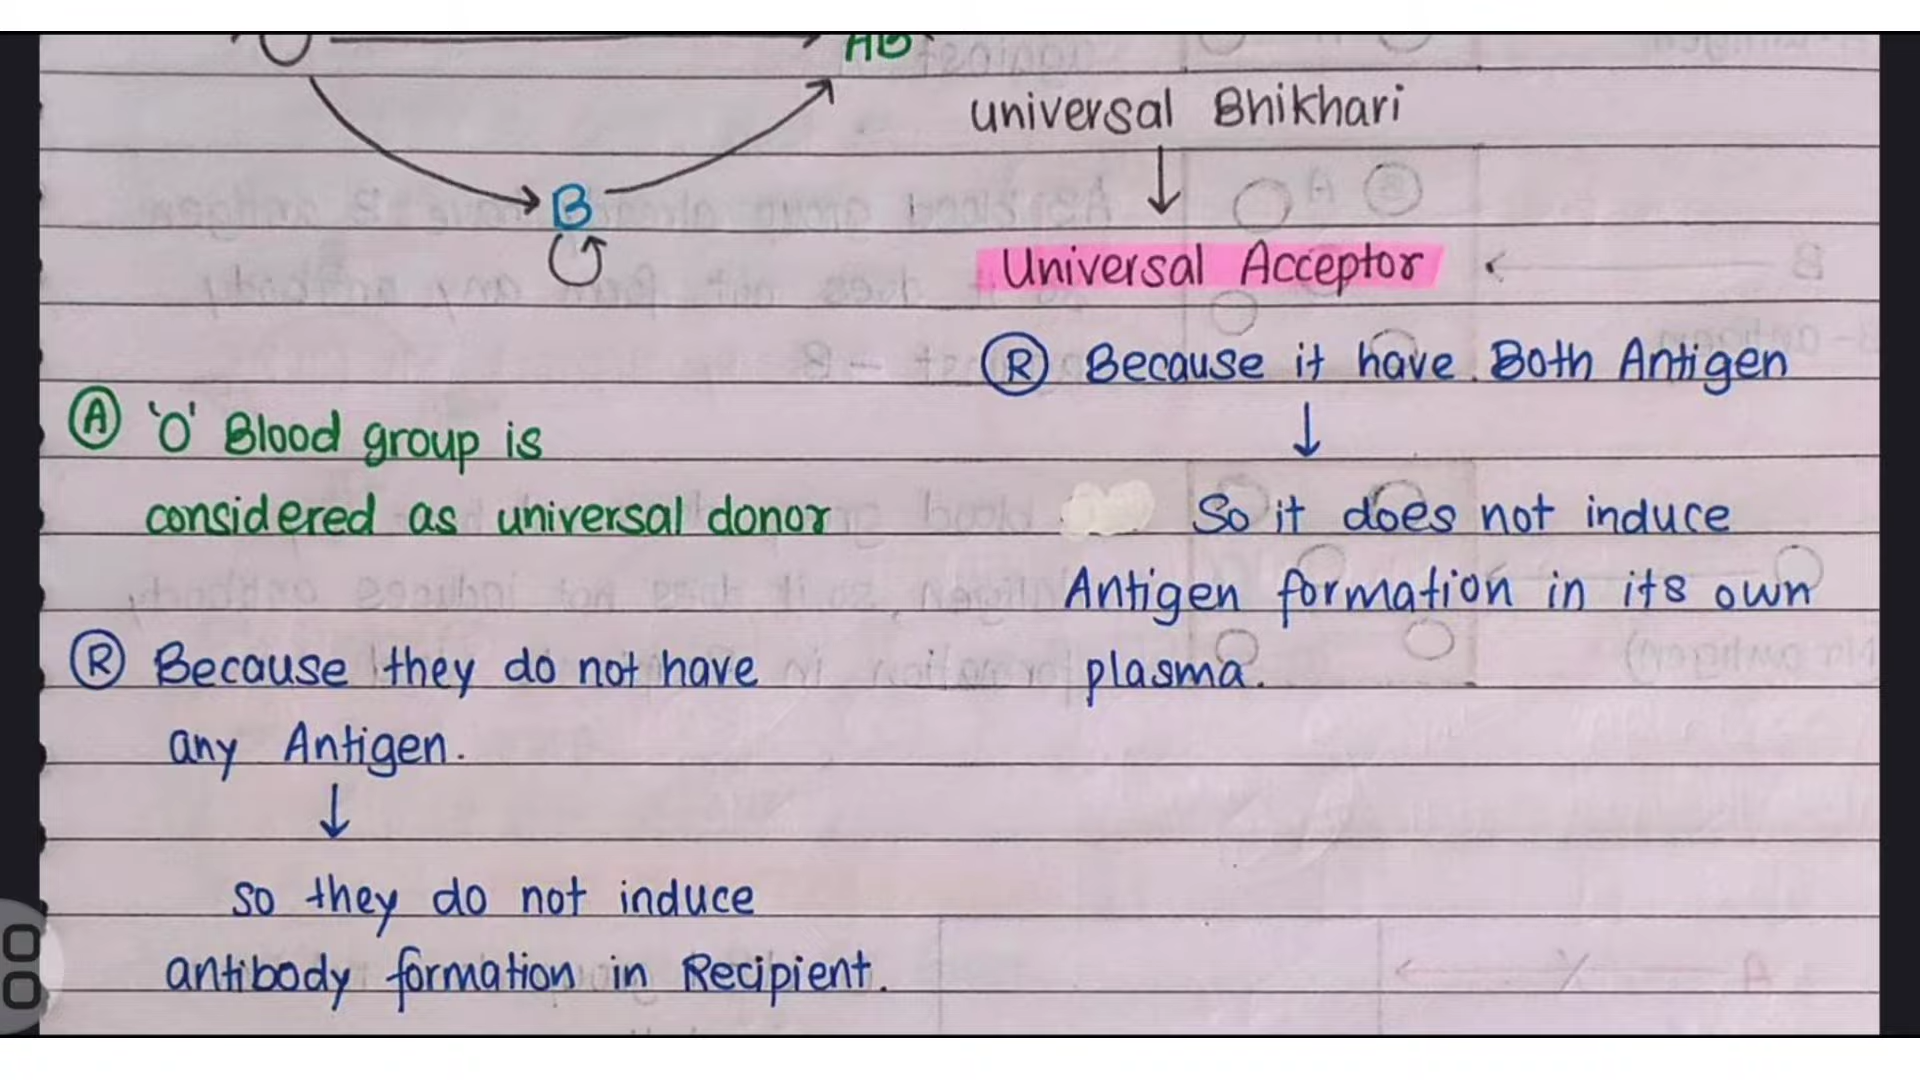 AB
universal Bhikhari
B
Universal Acceptor
Ⓡ Because it have Both Antigen
Ⓐ 'O' Blood group is
considered as universal donor
So it does not induce
Antigen formation in its own
plasma.
Ⓡ Because they do not have
any Antigen.
so they do not induce
antibody formation in Recipient.